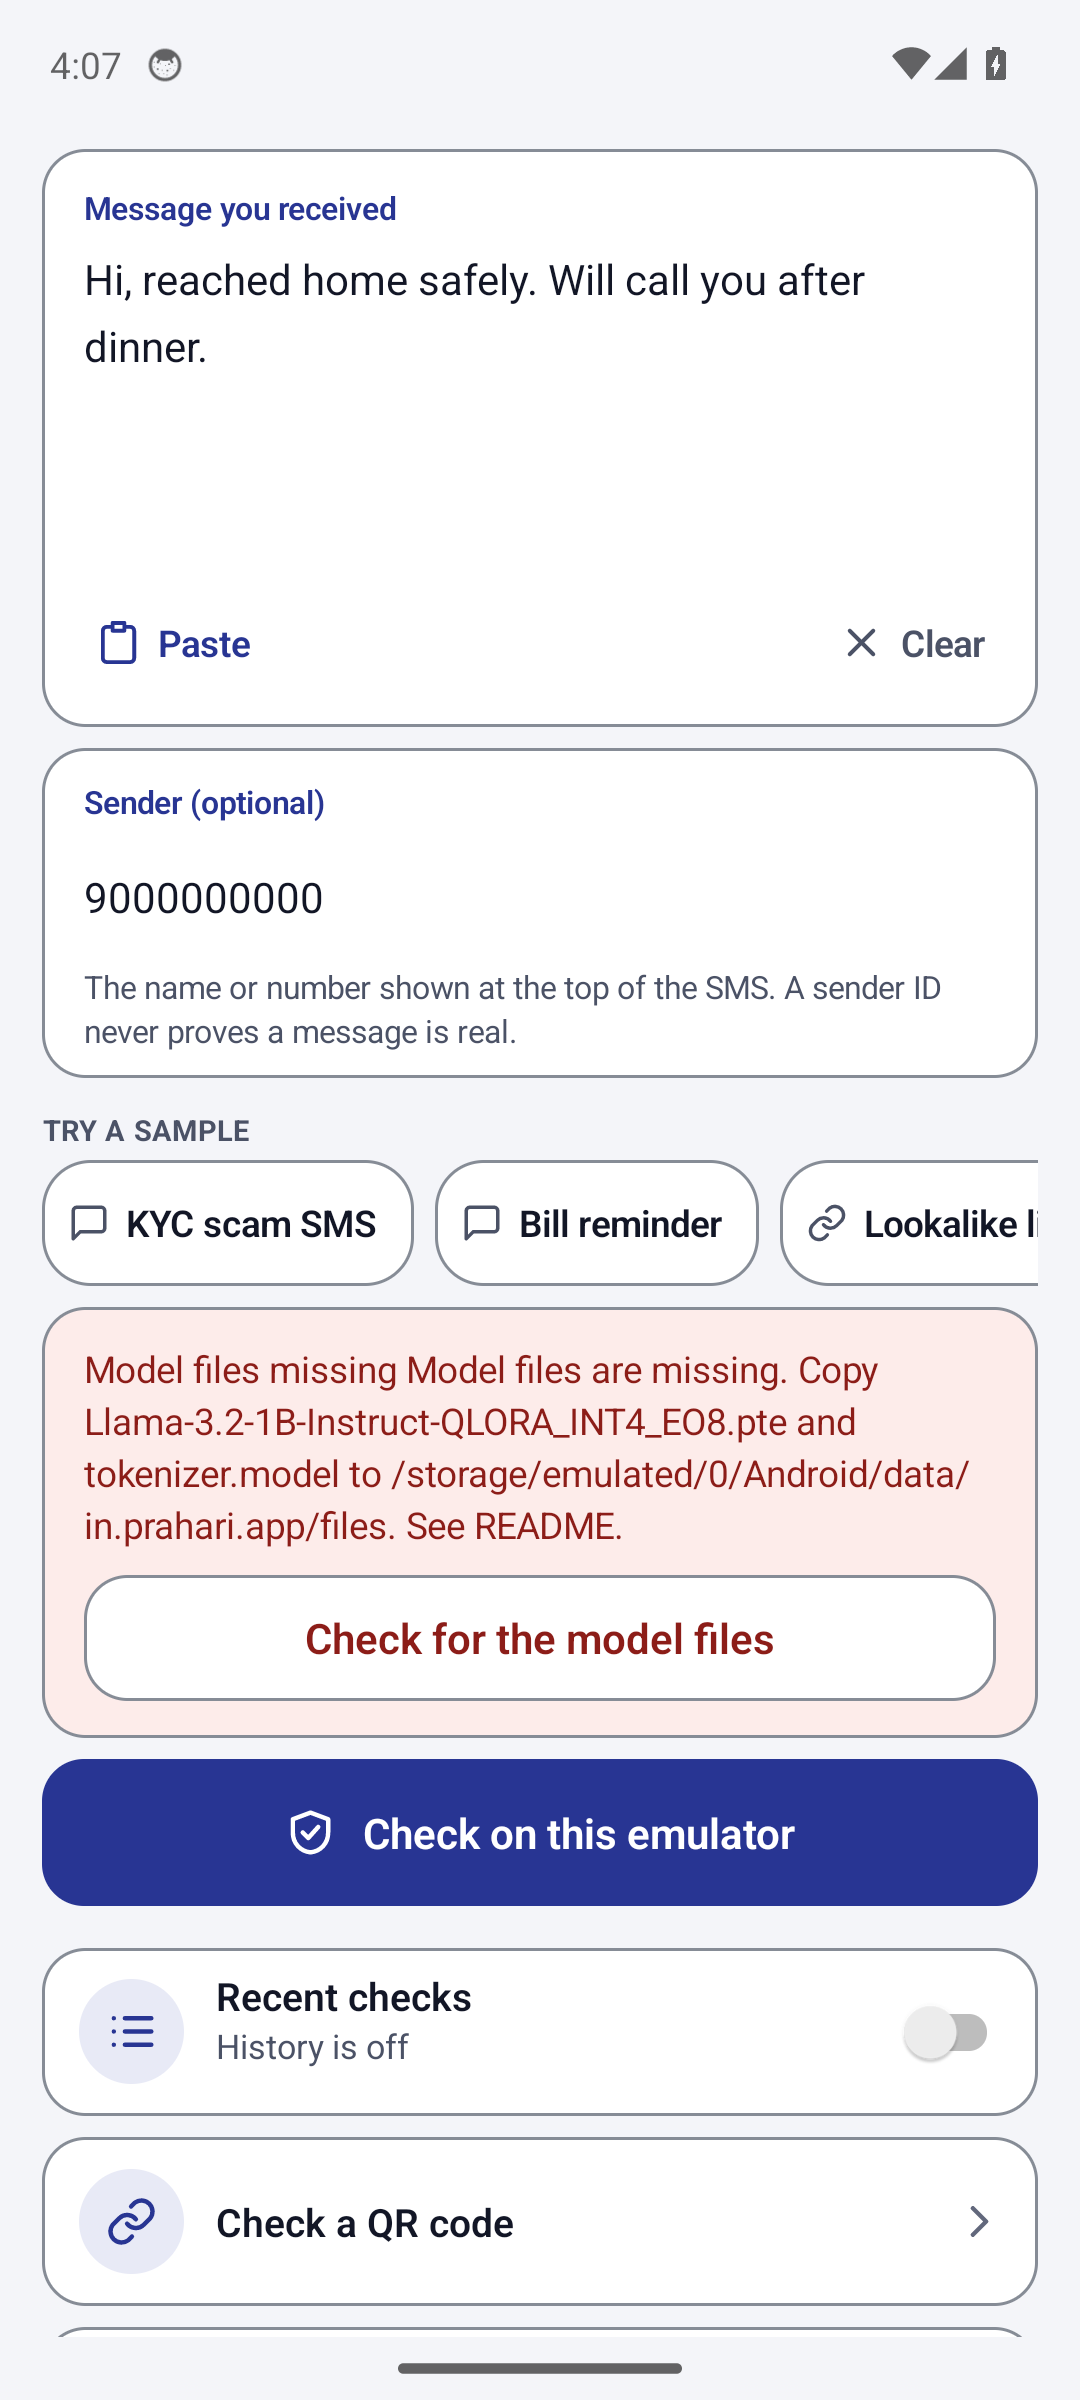 4:07
Message you received
Hi, reached home safely. Will call you after
dinner.
Paste
Clear
Sender (optional)
9000000000
The name or number shown at the top of the SMS. A sender ID
never proves a message is real.
TRY A SAMPLE
KYC scam SMS
Bill reminder
Lookalike
Model files missing Model files are missing. Copy
Llama-3.2-1B-Instruct-QLORA_INT4_EO8.pte and
tokenizer.model to /storage/emulated/0/Android/data/
in.prahari.app/files. See README.
Check for the model files
Check on this emulator
Recent checks
History is off
Check a QR code